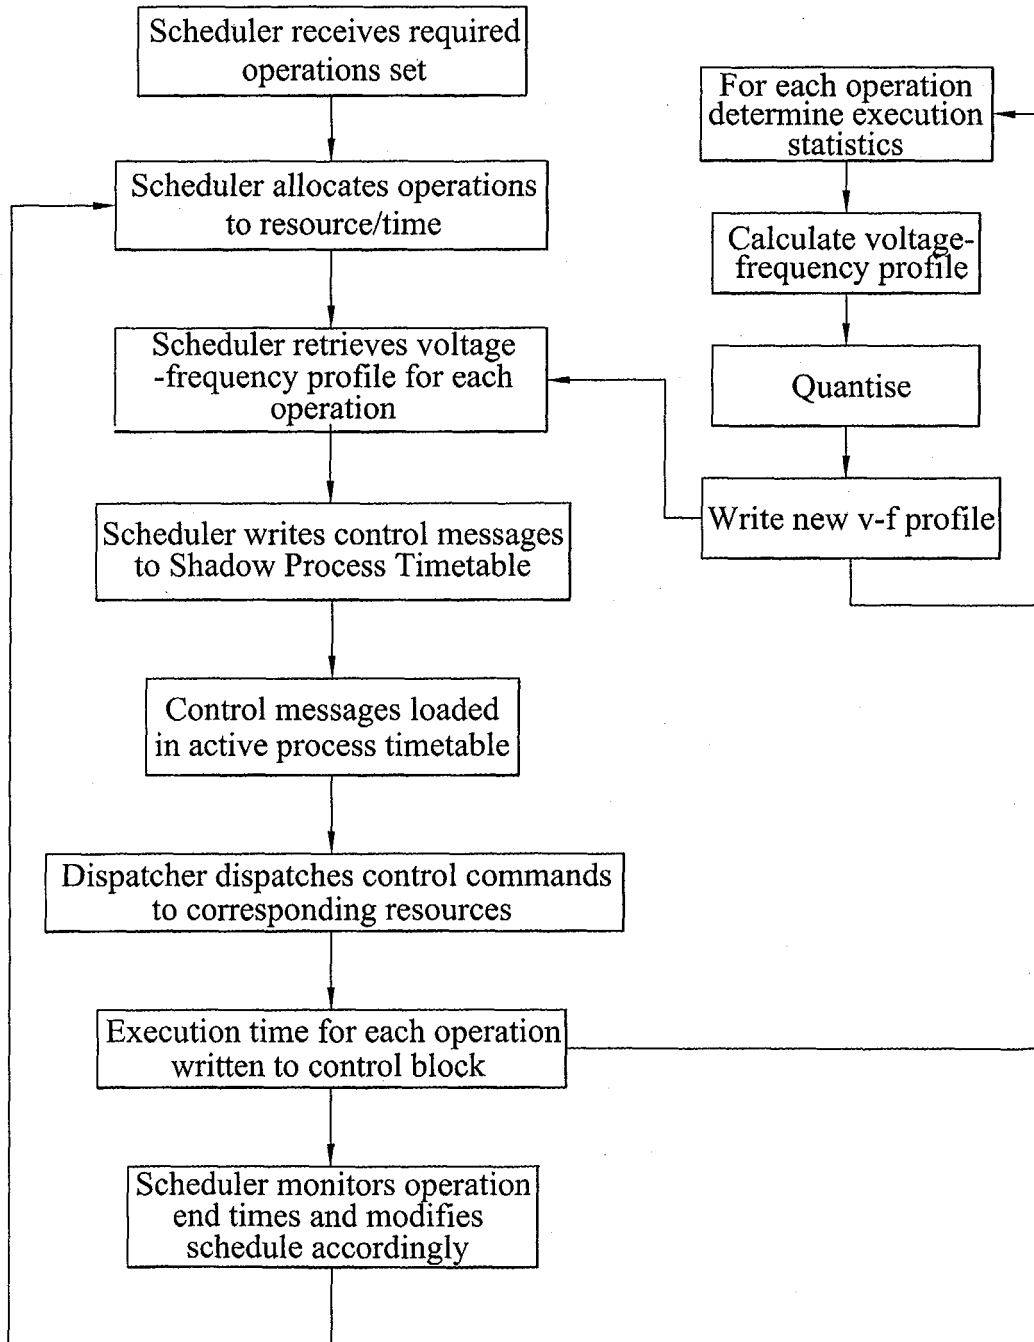 Scheduler receives required
operations set
Scheduler allocates operations
to resource/time
Scheduler retrieves voltage
-frequency profile for each
operation
Scheduler writes control messages
to Shadow Process Timetable
Control messages loaded
in active process timetable
Dispatcher dispatches control commands
to corresponding resources
Execution time for each operation
written to control block
Scheduler monitors operation
end times and modifies
schedule accordingly
For each operation
determine execution
statistics
Calculate voltage-
frequency profile
Quantise
Write new v-f profile